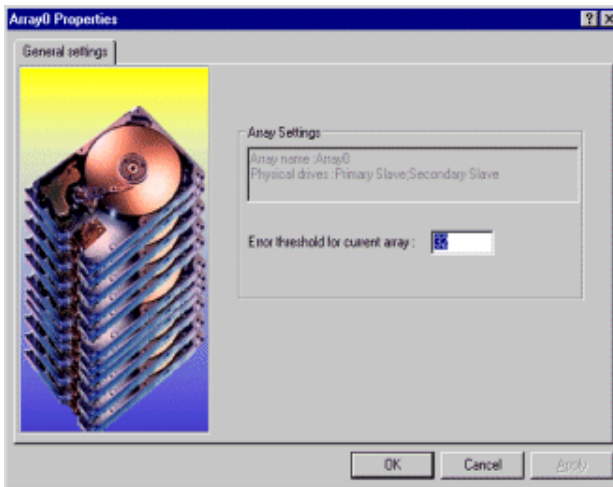 Array0 Properties
General settings
Array Settings
Array name :Array0
Physical drives :Primary Slave;Secondary Slave
Error threshold for current array :
OK
Cancel
Apply